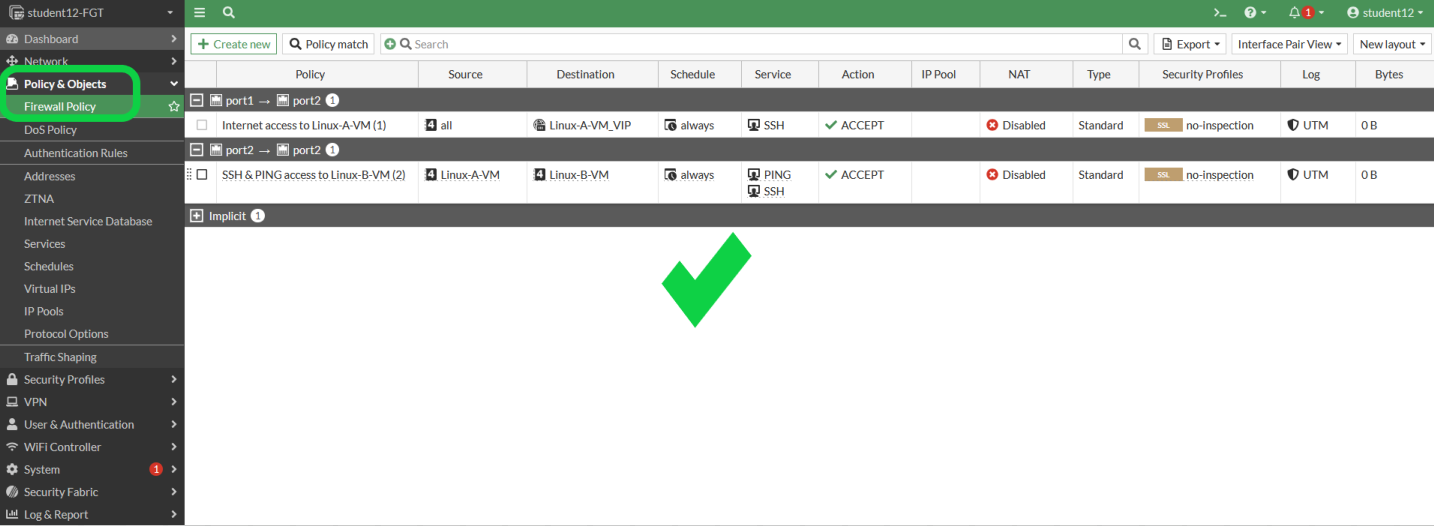 student12-FGT
student12
Dashboard
Network
Policy & Objects
Firewall Policy
DoS Policy
Authentication Rules
Addresses
ZTNA
Internet Service Database
Services
Schedules
Virtual IPs
IP Pools
Protocol Options
Traffic Shaping
Security Profiles
VPN
User & Authentication
WiFi Controller
System 1
Security Fabric
Log & Report
>_ ? 1
+ Create new Policy match Search Export Interface Pair View New layout
Policy Source Destination Schedule Service Action IP Pool NAT Type Security Profiles Log Bytes
port1 → port2 1
Internet access to Linux-A-VM (1) 4 all Linux-A-VM_VIP always SSH ACCEPT Disabled Standard SSL no-inspection UTM 0 B
port2 → port2 1
SSH & PING access to Linux-B-VM (2) 4 Linux-A-VM 4 Linux-B-VM always PING ACCEPT Disabled Standard SSL no-inspection UTM 0 B
SSH
Implicit 1